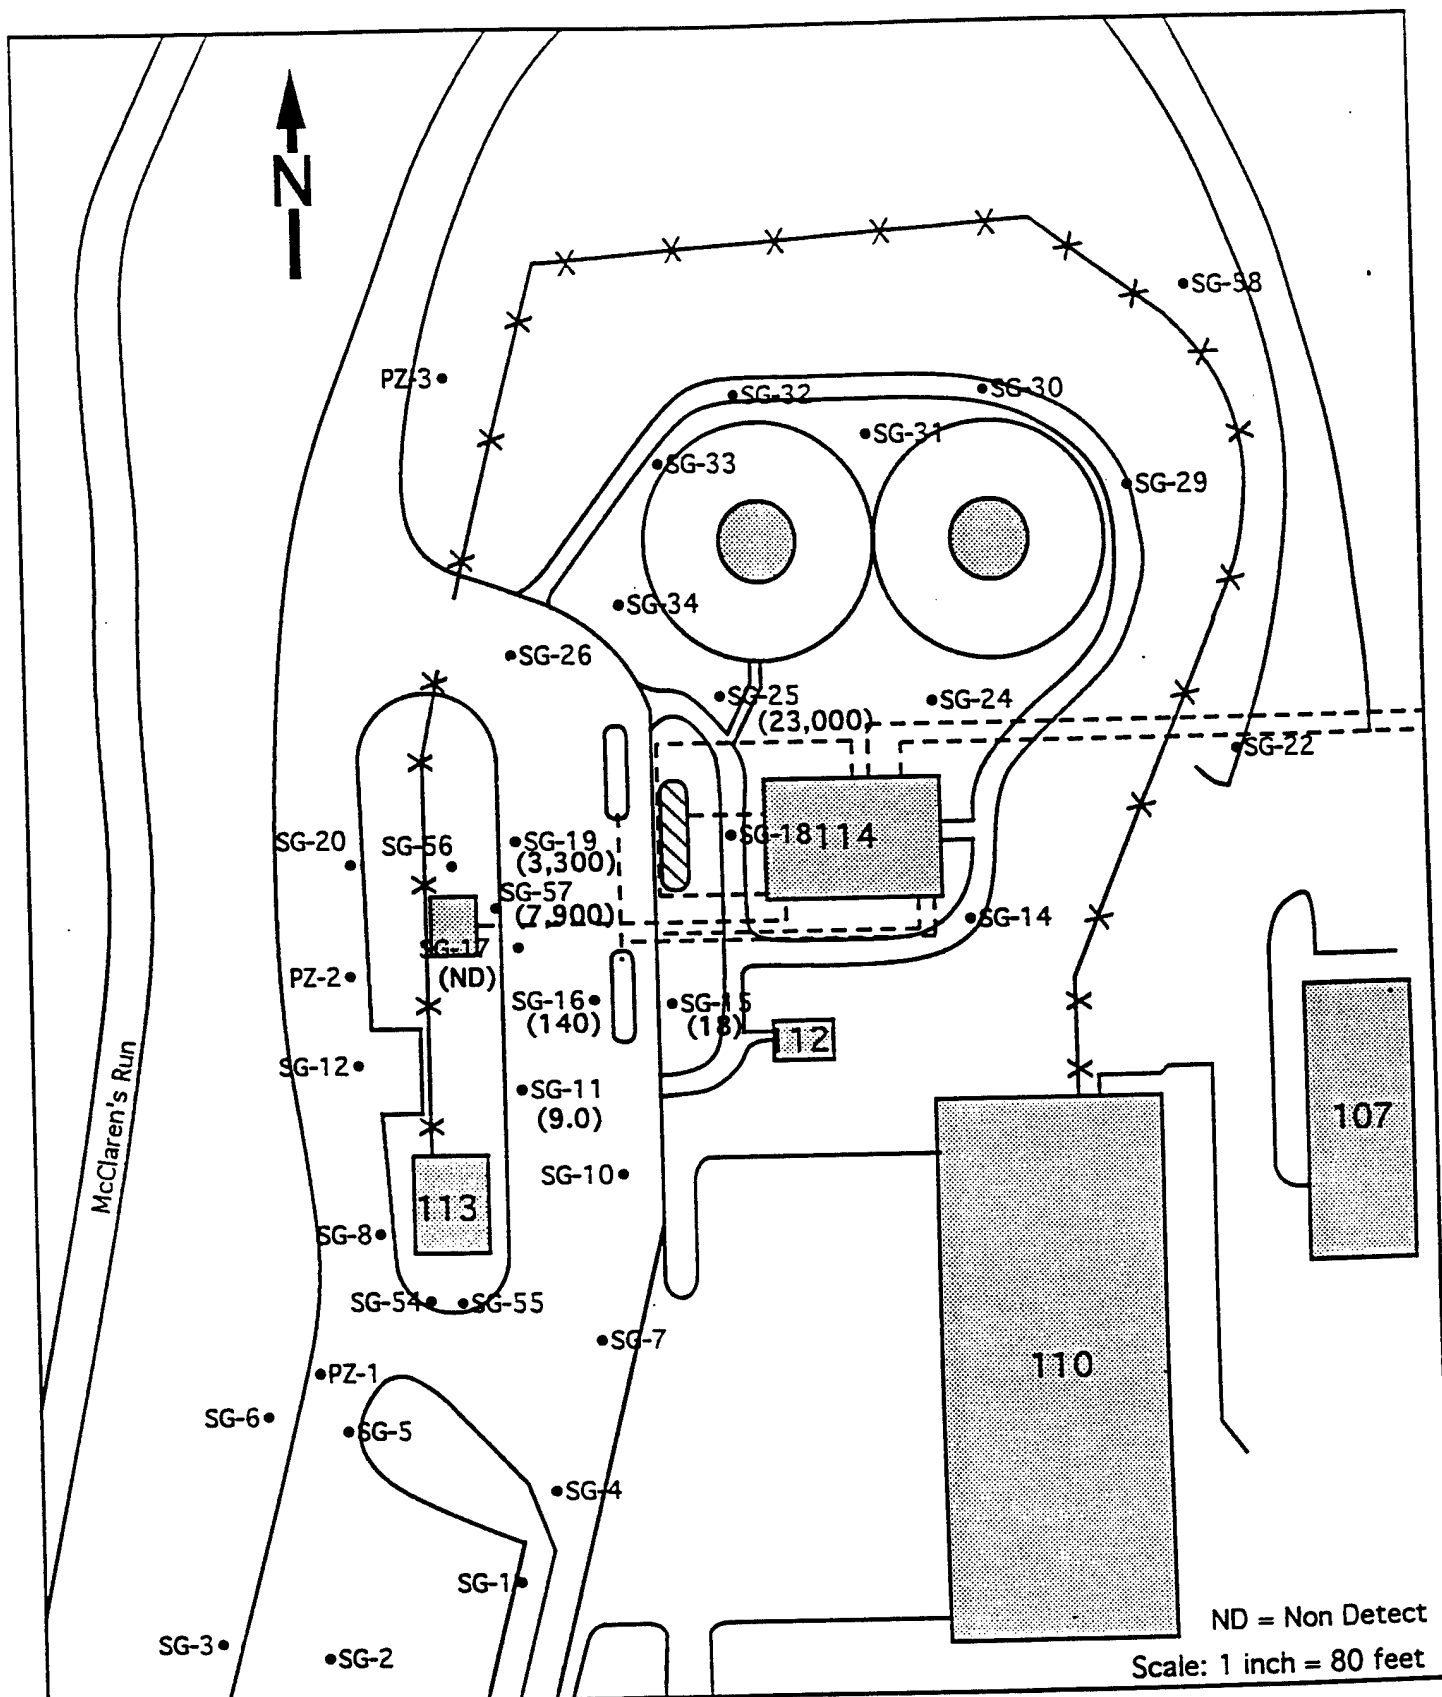 N
SG-58
PZ-3
SG-32
SG-30
SG-31
SG-33
SG-29
SG-34
SG-26
SG-25
(23,000)
SG-24
SG-22
SG-20
SG-56
SG-19
(3,300)
SG-18
114
SG-57
(7,900)
SG-14
SG-17
(ND)
PZ-2
SG-16
(140)
SG-15
(18)
12
SG-12
SG-11
(9.0)
McClaren's Run
107
SG-10
113
SG-8
SG-54
SG-55
SG-7
110
PZ-1
SG-6
SG-5
SG-4
SG-1
ND = Non Detect
SG-3
SG-2
Scale: 1 inch = 80 feet